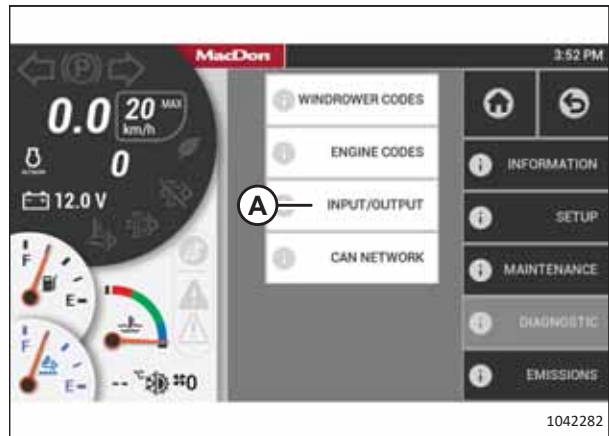 MacDon
3:52 PM
0.0
20 MAX
km/h
0
12.0 V
F
E
F
E
-- °C
0
WINDROWER CODES
ENGINE CODES
A
INPUT/OUTPUT
CAN NETWORK
INFORMATION
SETUP
MAINTENANCE
DIAGNOSTIC
EMISSIONS
1042282